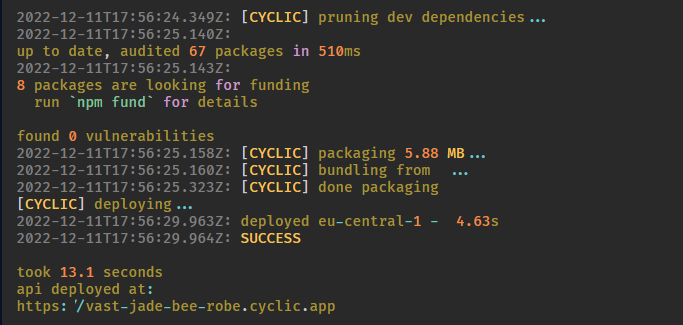 2022-12-11T17:56:24.349Z: [CYCLIC] pruning dev dependencies...
2022-12-11T17:56:25.140Z:
up to date, audited 67 packages in 510ms
2022-12-11T17:56:25.143Z:
8 packages are looking for funding
  run `npm fund` for details
found 0 vulnerabilities
2022-12-11T17:56:25.158Z: [CYCLIC] packaging 5.88 MB...
2022-12-11T17:56:25.160Z: [CYCLIC] bundling from  ...
2022-12-11T17:56:25.323Z: [CYCLIC] done packaging
[CYCLIC] deploying...
2022-12-11T17:56:29.963Z: deployed eu-central-1 -  4.63s
2022-12-11T17:56:29.964Z: SUCCESS
took 13.1 seconds
api deployed at:
https://vast-jade-bee-robe.cyclic.app